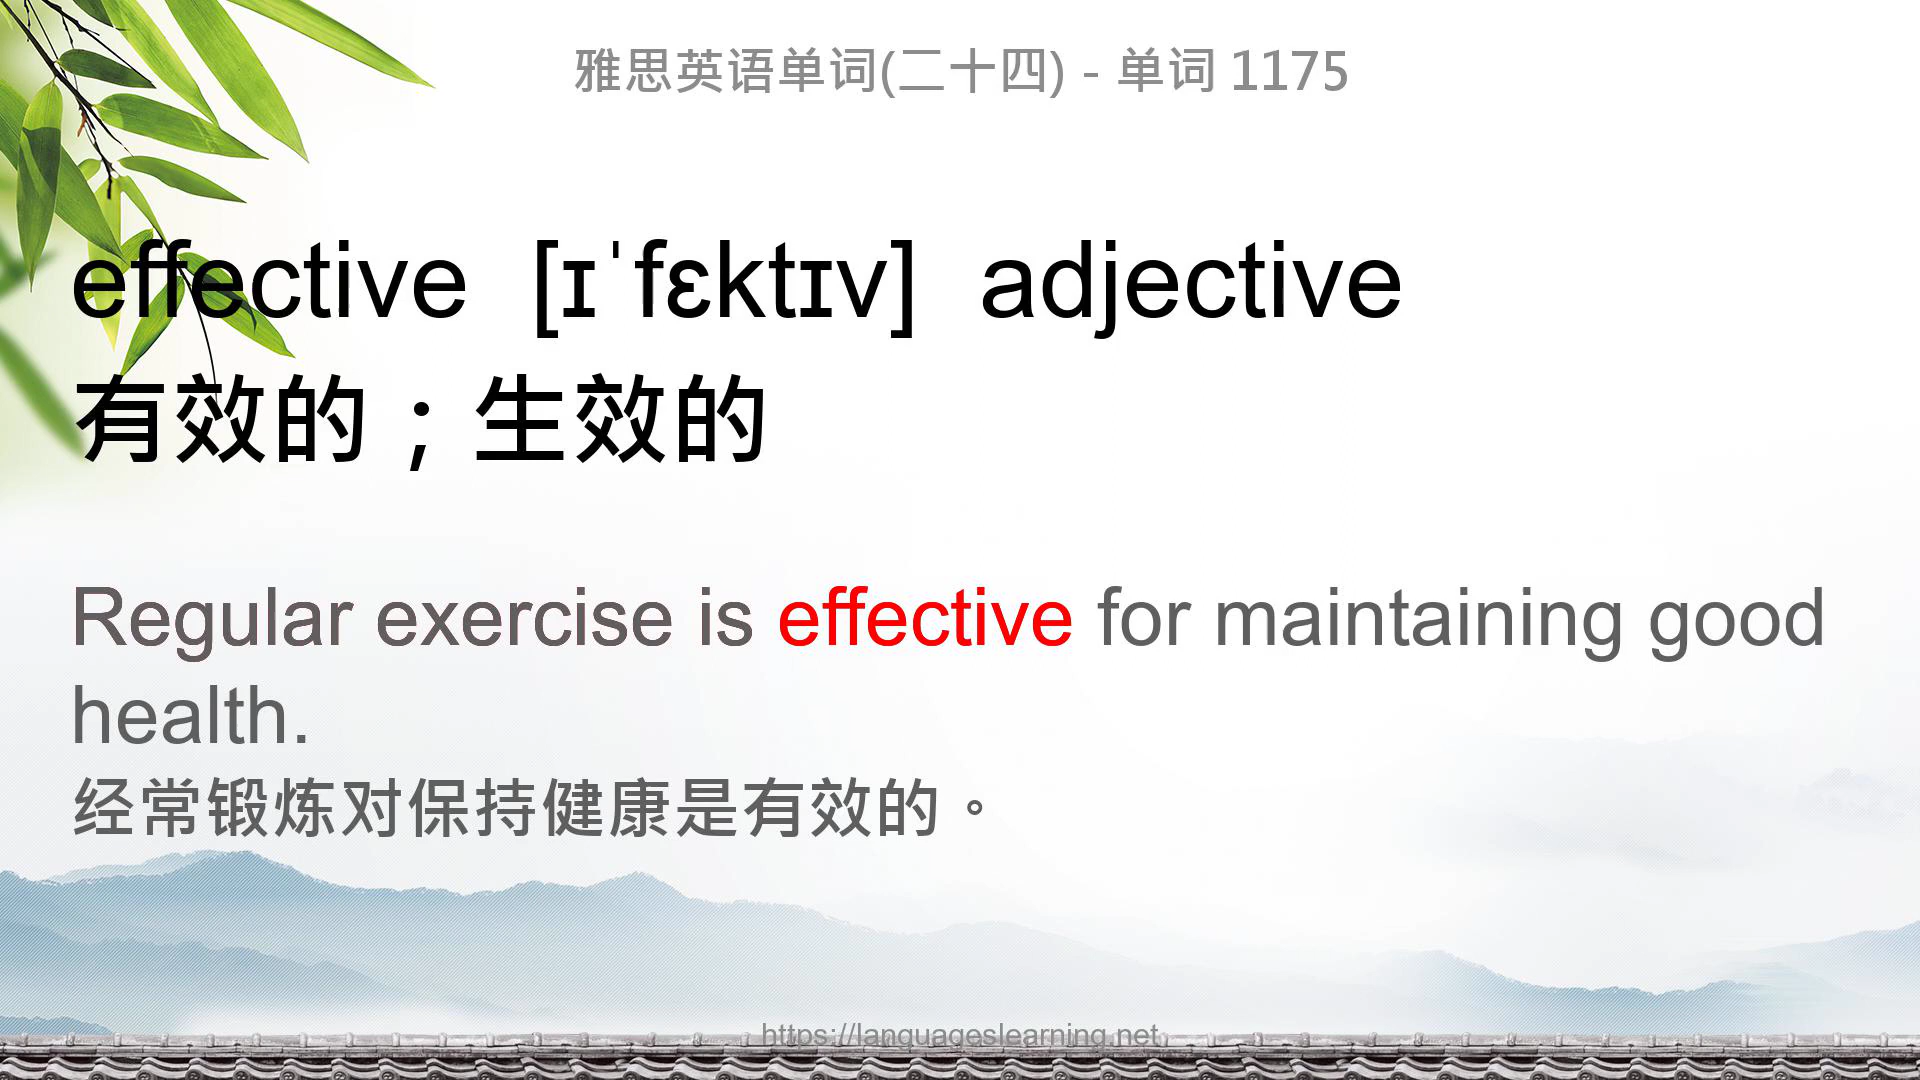 雅思英语单词(二十四) - 单词 1175
effective [ɪˈfɛktɪv] adjective
有效的；生效的
Regular exercise is effective for maintaining good
health.
经常锻炼对保持健康是有效的。
https://languageslearning.net